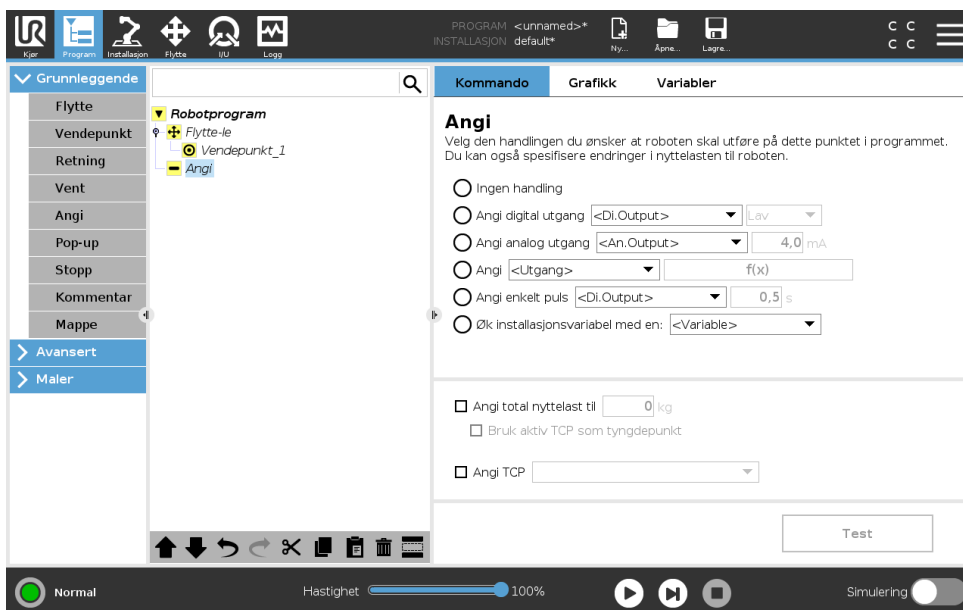 UR
PROGRAM <unnamed>*
INSTALLASJON default*
Kjør
Program
Installasjon
Flytte
I/U
Logg
Ny...
Åpne...
Lagre...
C C
C C
Grunnleggende
Flytte
Vendepunkt
Retning
Vent
Angi
Pop-up
Stopp
Kommentar
Mappe
Avansert
Maler
Robotprogram
Flytte-le
Vendepunkt_1
Angi
Kommando
Grafikk
Variabler
Angi
Velg den handlingen du ønsker at roboten skal utføre på dette punktet i programmet.
Du kan også spesifisere endringer i nyttelasten til roboten.
Ingen handling
Angi digital utgang <Di.Output> Lav
Angi analog utgang <An.Output> 4,0 mA
Angi <Utgang> f(x)
Angi enkelt puls <Di.Output> 0,5 s
Øk installasjonsvariabel med en: <Variable>
Angi total nyttelast til 0 kg
Bruk aktiv TCP som tyngdepunkt
Angi TCP
Test
Normal
Hastighet 100%
Simulering